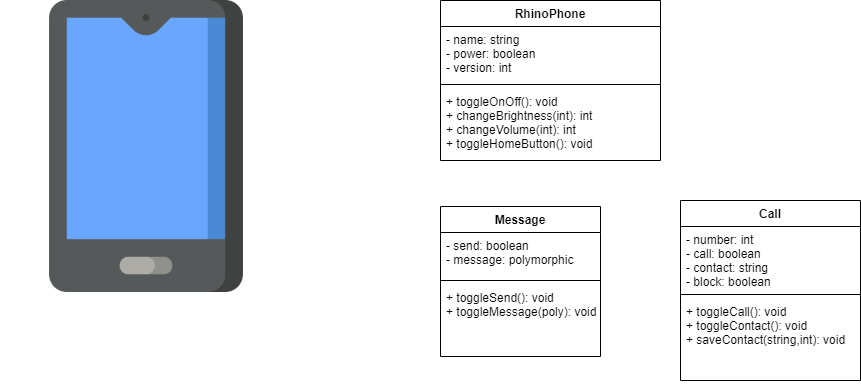 RhinoPhone
- name: string
- power: boolean
- version: int
+ toggleOnOff(): void
+ changeBrightness(int): int
+ changeVolume(int): int
+ toggleHomeButton(): void
Message
- send: boolean
- message: polymorphic
+ toggleSend(): void
+ toggleMessage(poly): void
Call
- number: int
- call: boolean
- contact: string
- block: boolean
+ toggleCall(): void
+ toggleContact(): void
+ saveContact(string,int): void